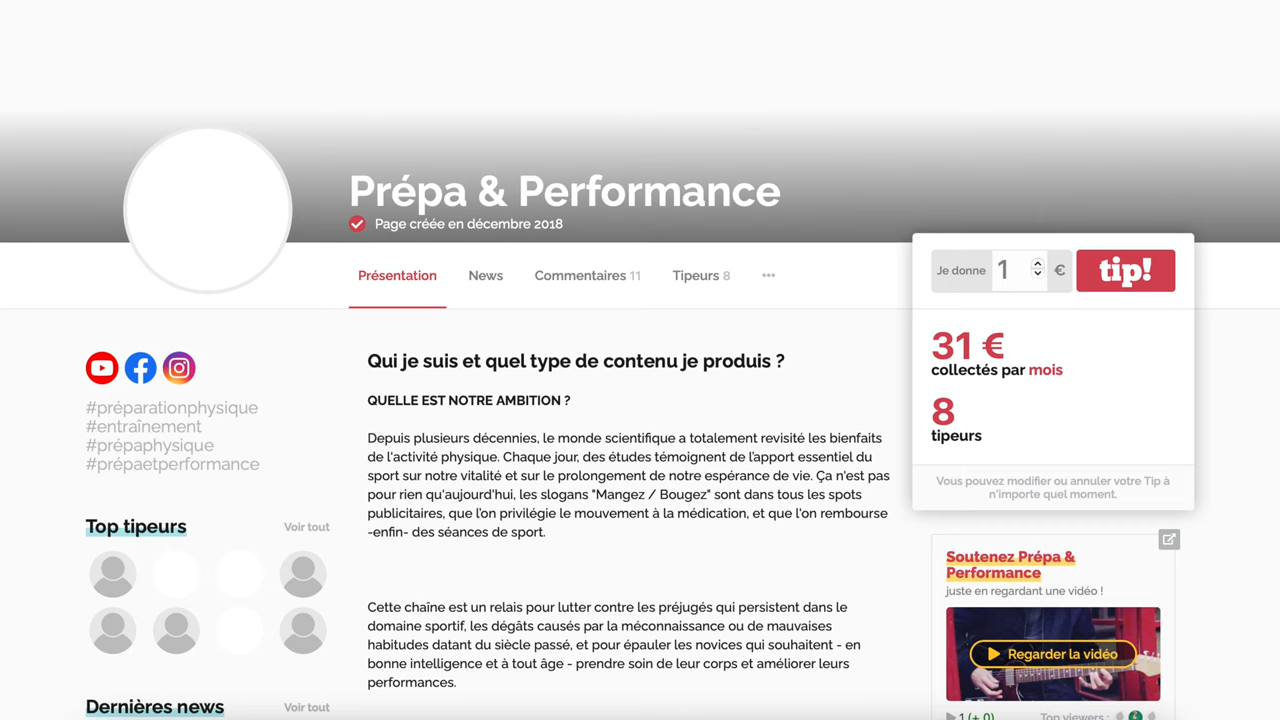 Prépa & Performance
Page créée en décembre 2018
Présentation
News
Commentaires 11
Tipeurs 8
Je donne
1
€
tip!
31 €
collectés par mois
8
tipeurs
Vous pouvez modifier ou annuler votre Tip à
n'importe quel moment.
#préparationphysique
#entraînement
#prépaphysique
#prépaetperformance
Top tipeurs
Voir tout
Dernières news
Voir tout
Qui je suis et quel type de contenu je produis ?
QUELLE EST NOTRE AMBITION ?
Depuis plusieurs décennies, le monde scientifique a totalement revisité les bienfaits
de l'activité physique. Chaque jour, des études témoignent de l'apport essentiel du
sport sur notre vitalité et sur le prolongement de notre espérance de vie. Ça n'est pas
pour rien qu'aujourd'hui, les slogans "Mangez / Bougez" sont dans tous les spots
publicitaires, que l'on privilégie le mouvement à la médication, et que l'on rembourse
-enfin- des séances de sport.
Cette chaîne est un relais pour lutter contre les préjugés qui persistent dans le
domaine sportif, les dégâts causés par la méconnaissance ou de mauvaises
habitudes datant du siècle passé, et pour épauler les novices qui souhaitent - en
bonne intelligence et à tout âge - prendre soin de leur corps et améliorer leurs
performances.
Soutenez Prépa &
Performance
juste en regardant une vidéo !
Regarder la vidéo
1 (+ 0)
Top viewers :